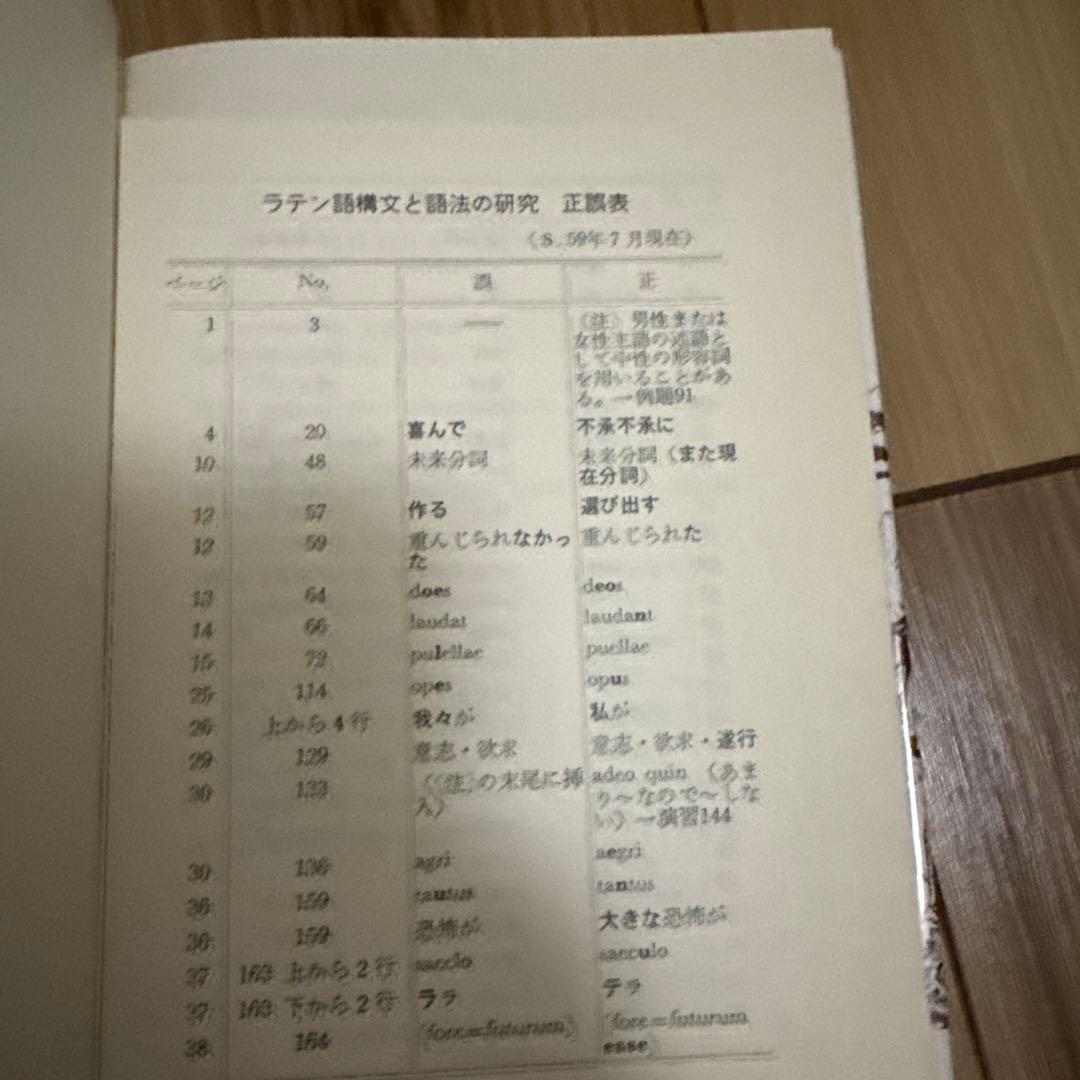 ラテン語構文と語法の研究 正誤表
(S. 59年7月現在)
ページ No. 誤 正
1 3 ― (注) 男性または
女性主語の述語と
して中性の形容詞
を用いることがあ
る。→例題91
4 20 喜んで 不承不承に
10 48 未来分詞 未来分詞(また現
在分詞)
12 57 作る 選び出す
12 59 重んじられなかっ 重んじられた
た
13 64 does deos
14 66 laudat laudant
15 72 pulellae puellae
25 114 opes opus
26 上から4行 我々が 私が
29 129 意志・欲求 意志・欲求・遂行
30 133 (注)の末尾に挿 adeo quin (あま
入) り～なので～しな
い) →演習144
30 136 agri aegri
36 159 tautus tantus
36 159 恐怖が 大きな恐怖が
37 163 上から2行 sacclo sacculo
37 163 下から2行 ララ テラ
38 164 (fore=futurum) (fore=futurum
esse)